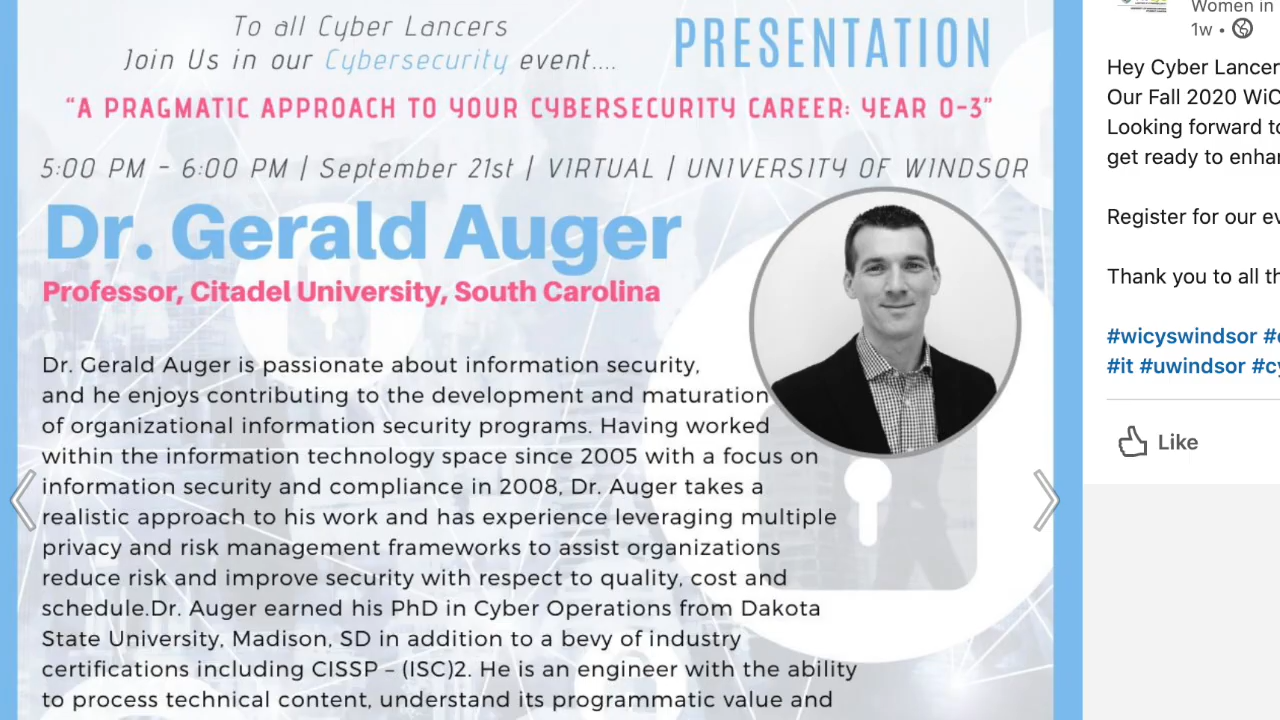 To all Cyber Lancers
Join Us in our Cybersecurity event....
PRESENTATION
"A PRAGMATIC APPROACH TO YOUR CYBERSECURITY CAREER: YEAR 0-3"
5:00 PM – 6:00 PM | September 21st | VIRTUAL | UNIVERSITY OF WINDSOR
Dr. Gerald Auger
Professor, Citadel University, South Carolina
Dr. Gerald Auger is passionate about information security,
and he enjoys contributing to the development and maturation
of organizational information security programs. Having worked
within the information technology space since 2005 with a focus on
information security and compliance in 2008, Dr. Auger takes a
realistic approach to his work and has experience leveraging multiple
privacy and risk management frameworks to assist organizations
reduce risk and improve security with respect to quality, cost and
schedule.Dr. Auger earned his PhD in Cyber Operations from Dakota
State University, Madison, SD in addition to a bevy of industry
certifications including CISSP – (ISC)2. He is an engineer with the ability
to process technical content, understand its programmatic value and
Women in
1w •
Hey Cyber Lancer
Our Fall 2020 WiC
Looking forward to
get ready to enha
Register for our ev
Thank you to all th
#wicyswindsor #
#it #uwindsor #cy
Like